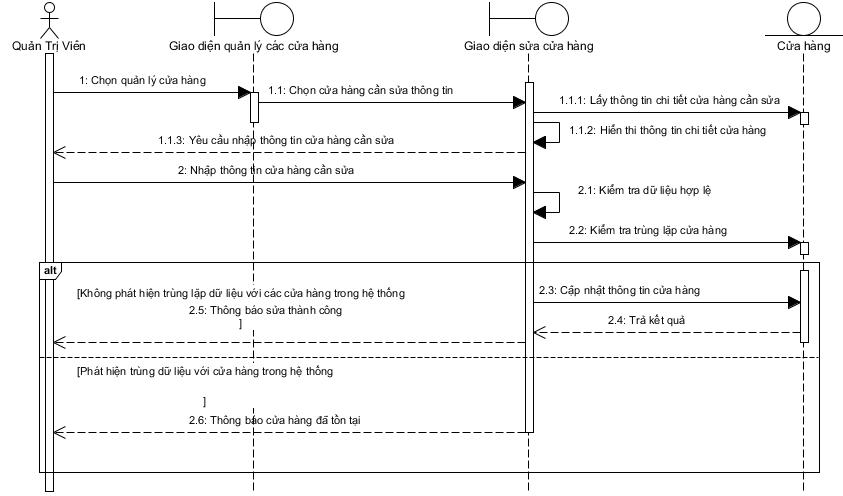 Quản Trị Viên
Giao diện quản lý các cửa hàng
Giao diện sửa cửa hàng
Cửa hàng
1: Chọn quản lý cửa hàng
1.1: Chọn cửa hàng cần sửa thông tin
1.1.1: Lấy thông tin chi tiết cửa hàng cần sửa
1.1.2: Hiển thi thông tin chi tiết cửa hàng
1.1.3: Yêu cầu nhập thông tin cửa hàng cần sửa
2: Nhập thông tin cửa hàng cần sửa
2.1: Kiểm tra dữ liệu hợp lệ
2.2: Kiểm tra trùng lặp cửa hàng
alt
[Không phát hiện trùng lặp dữ liệu với các cửa hàng trong hệ thống
2.3: Cập nhật thông tin cửa hàng
2.5: Thông báo sửa thành công
]
2.4: Trả kết quả
[Phát hiện trùng dữ liệu với cửa hàng trong hệ thống
]
2.6: Thông báo cửa hàng đã tồn tại